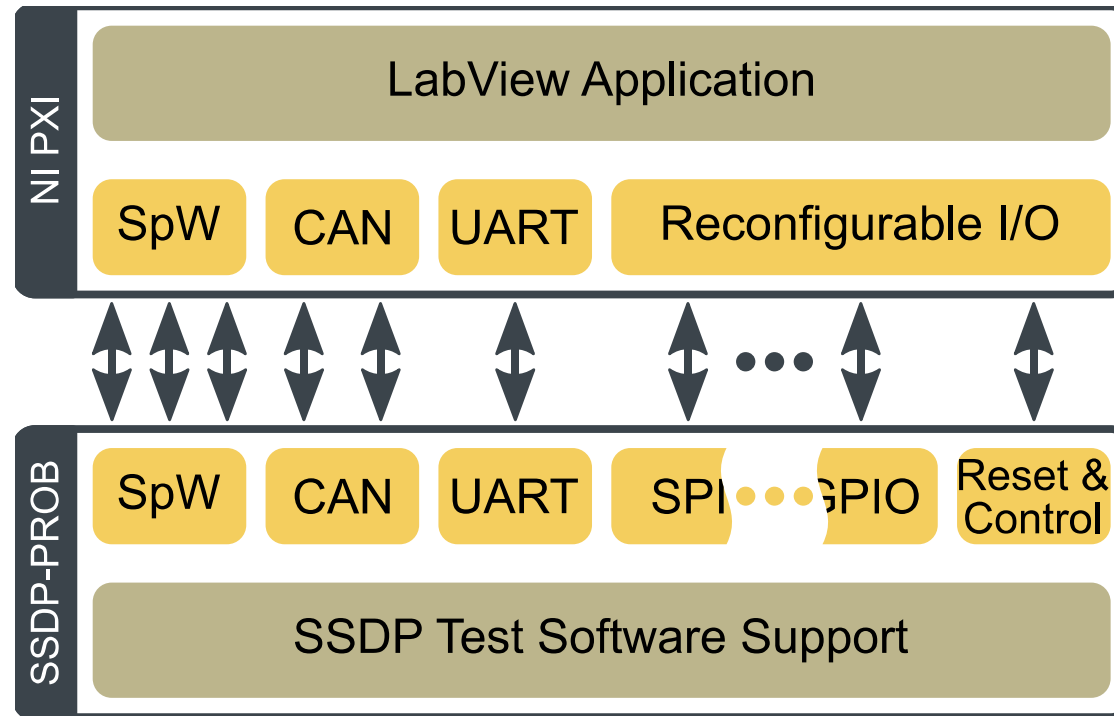 NI PXI
LabView Application
SpW
CAN
UART
Reconfigurable I/O
SSDP-PROB
SpW
CAN
UART
SPI
GPIO
Reset &
Control
SSDP Test Software Support